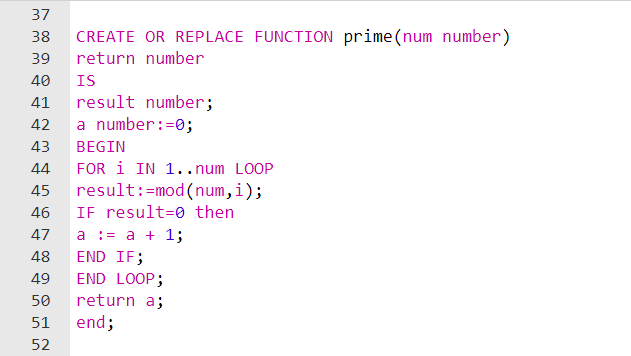 37
38 CREATE OR REPLACE FUNCTION prime(num number)
39 return number
40 IS
41 result number;
42 a number:=0;
43 BEGIN
44 FOR i IN 1..num LOOP
45 result:=mod(num,i);
46 IF result=0 then
47 a := a + 1;
48 END IF;
49 END LOOP;
50 return a;
51 end;
52